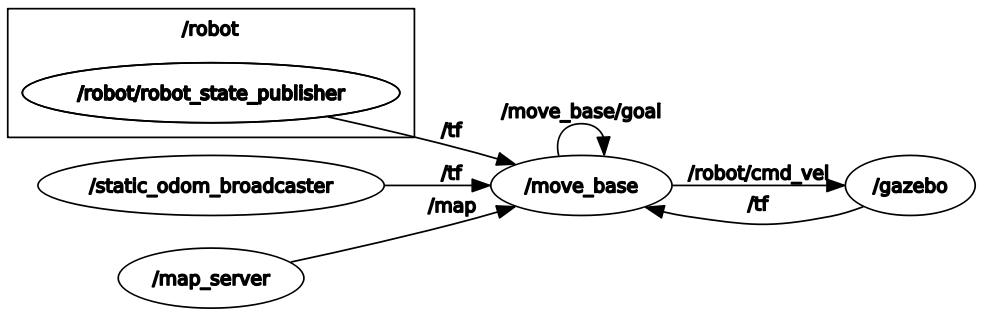 /robot
/robot/robot_state_publisher
/tf
/move_base/goal
/static_odom_broadcaster
/tf
/move_base
/robot/cmd_vel
/gazebo
/map
/tf
/map_server